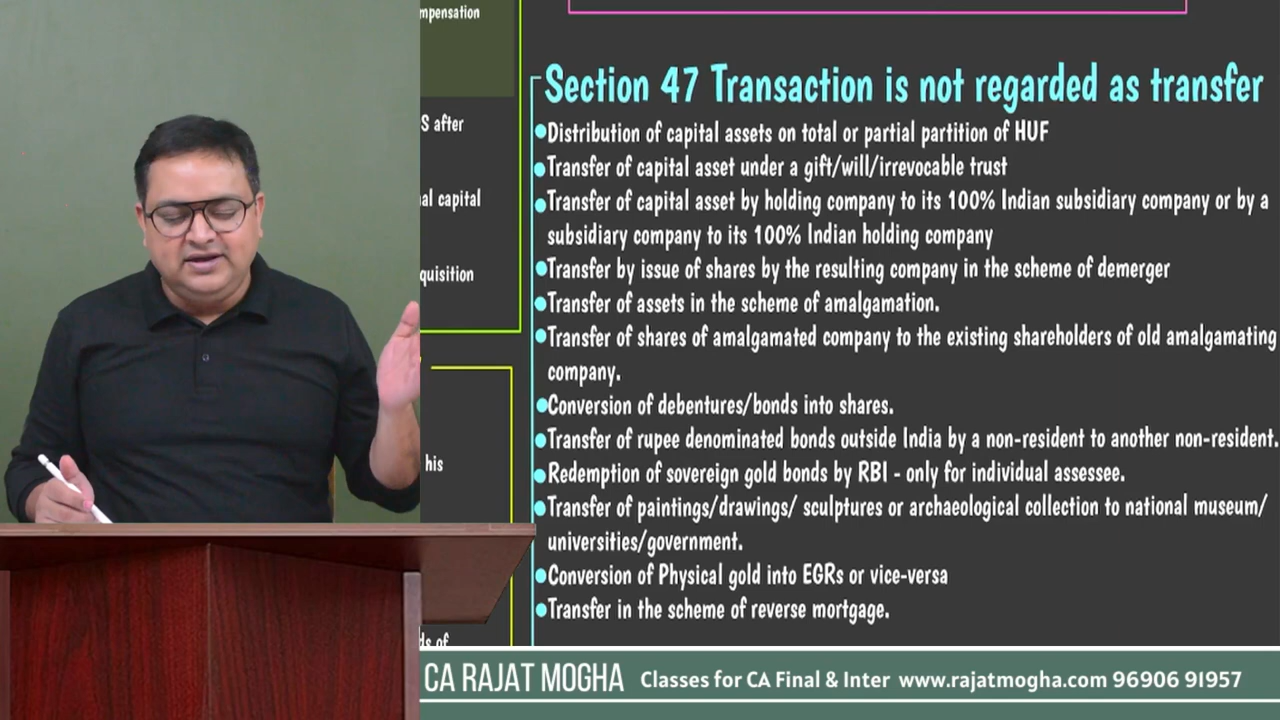 mpensation
S after
al capital
quisition
his
ds of
Section 47 Transaction is not regarded as transfer
Distribution of capital assets on total or partial partition of HUF
Transfer of capital asset under a gift/will/irrevocable trust
Transfer of capital asset by holding company to its 100% Indian subsidiary company or by a
subsidiary company to its 100% Indian holding company
Transfer by issue of shares by the resulting company in the scheme of demerger
Transfer of assets in the scheme of amalgamation.
Transfer of shares of amalgamated company to the existing shareholders of old amalgamating
company.
Conversion of debentures/bonds into shares.
Transfer of rupee denominated bonds outside India by a non-resident to another non-resident.
Redemption of sovereign gold bonds by RBI - only for individual assessee.
Transfer of paintings/drawings/ sculptures or archaeological collection to national museum/
universities/government.
Conversion of Physical gold into EGRs or vice-versa
Transfer in the scheme of reverse mortgage.
CA RAJAT MOGHA Classes for CA Final & Inter www.rajatmogha.com 96906 91957